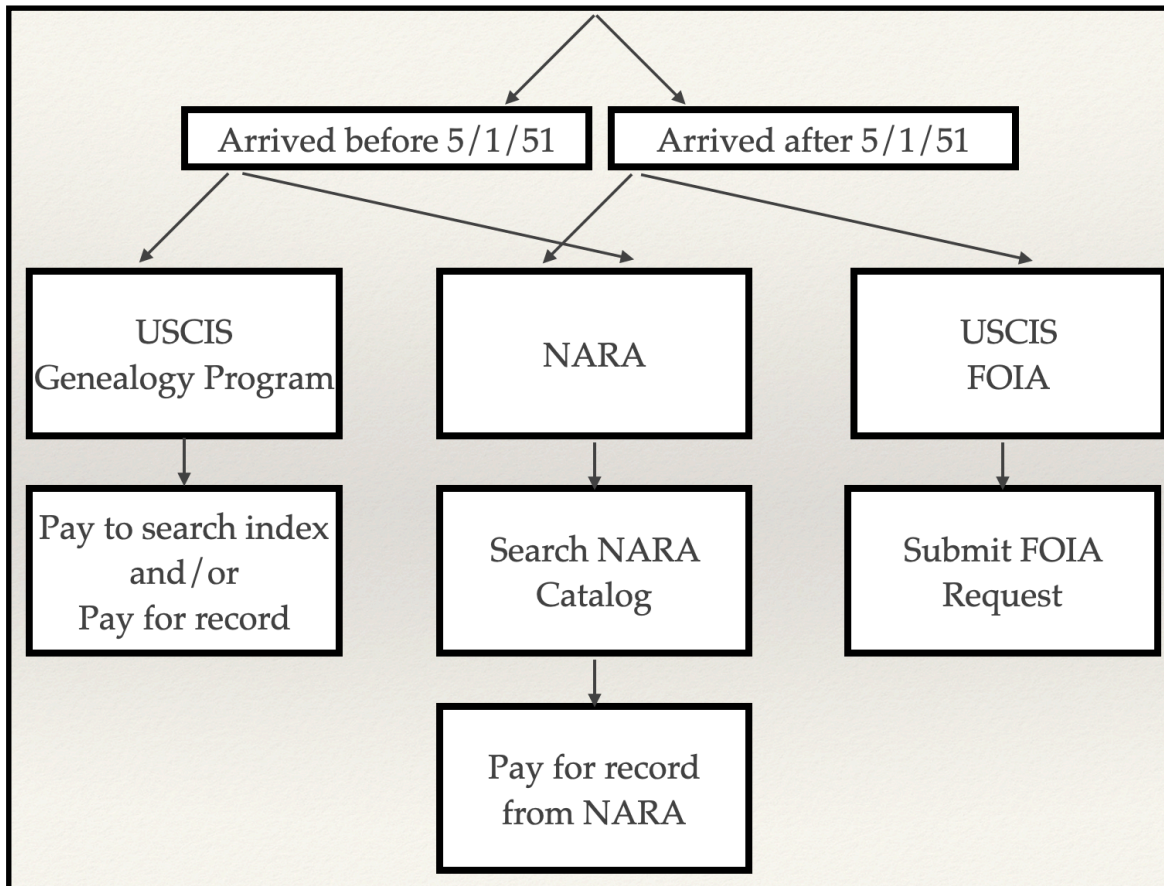 Arrived before 5/1/51
Arrived after 5/1/51
USCIS
Genealogy Program
NARA
USCIS
FOIA
Pay to search index
and/or
Pay for record
Search NARA
Catalog
Submit FOIA
Request
Pay for record
from NARA